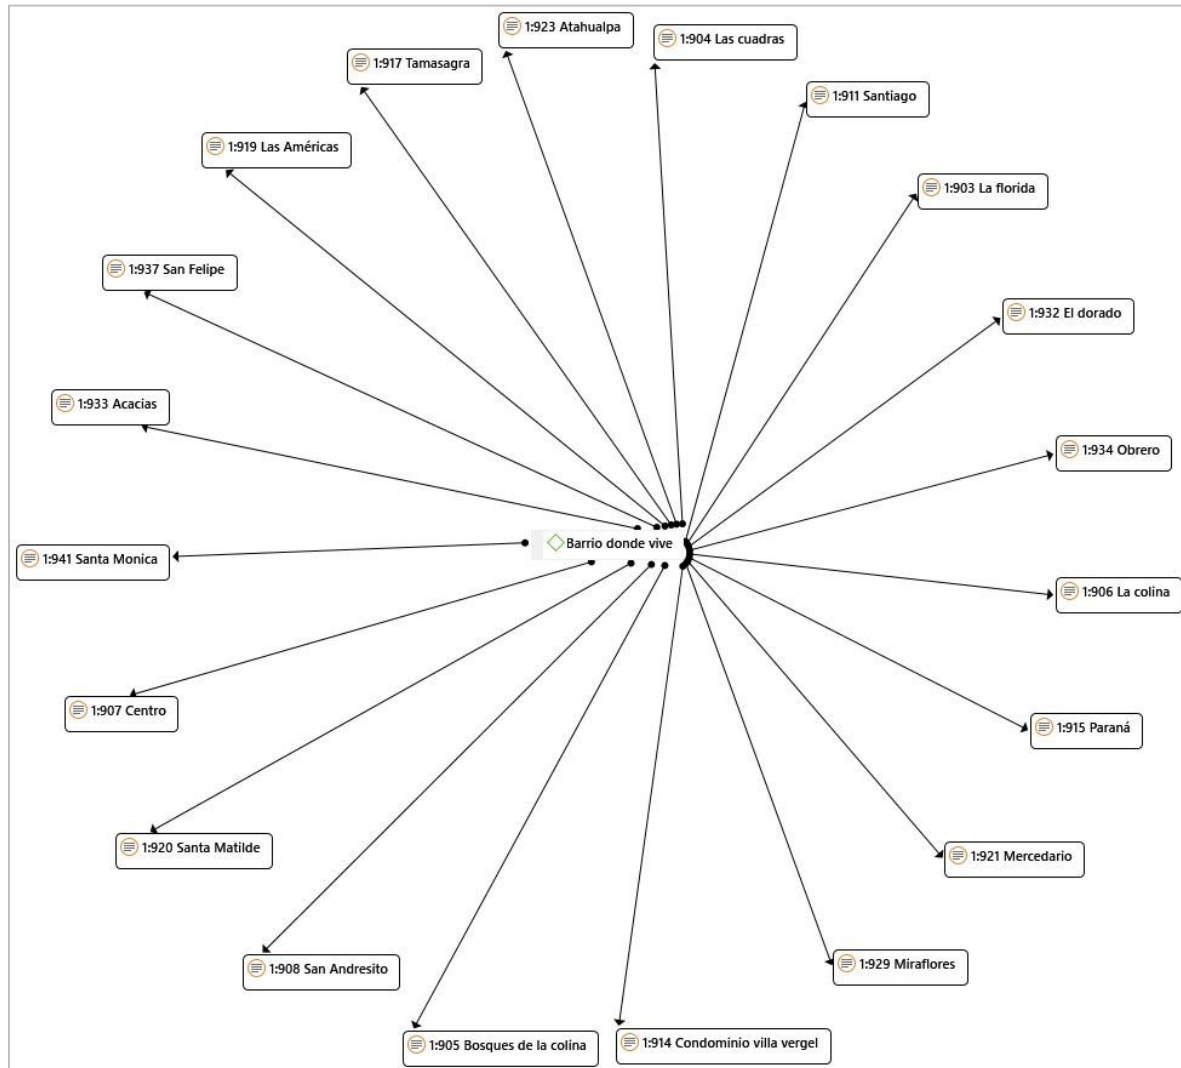 1:923 Atahualpa
1:904 Las cuadras
1:917 Tamasagra
1:911 Santiago
1:919 Las Américas
1:903 La florida
1:937 San Felipe
1:932 El dorado
1:933 Acacias
1:934 Obrero
Barrio donde vive
1:941 Santa Monica
1:906 La colina
1:907 Centro
1:915 Paraná
1:920 Santa Matilde
1:921 Mercedario
1:908 San Andresito
1:929 Miraflores
1:905 Bosques de la colina
1:914 Condominio villa vergel